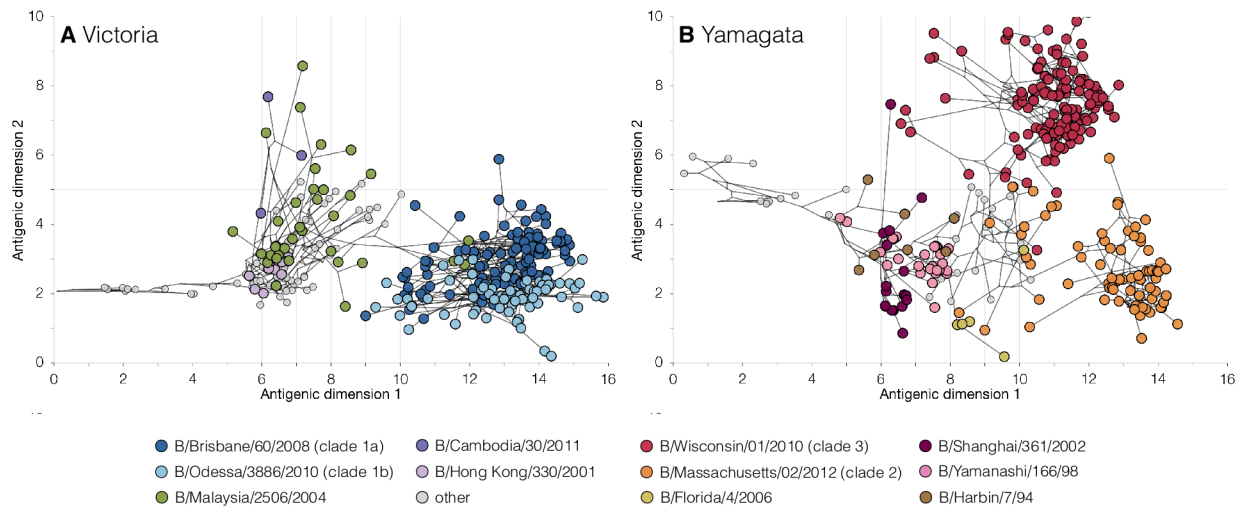 A Victoria
B Yamagata
10
8
6
4
2
0
Antigenic dimension 2
0 2 4 6 8 10 12 14 16
Antigenic dimension 1
10
8
6
4
2
0
Antigenic dimension 2
0 2 4 6 8 10 12 14 16
Antigenic dimension 1
B/Brisbane/60/2008 (clade 1a)
B/Odessa/3886/2010 (clade 1b)
B/Malaysia/2506/2004
B/Cambodia/30/2011
B/Hong Kong/330/2001
other
B/Wisconsin/01/2010 (clade 3)
B/Massachusetts/02/2012 (clade 2)
B/Florida/4/2006
B/Shanghai/361/2002
B/Yamanashi/166/98
B/Harbin/7/94